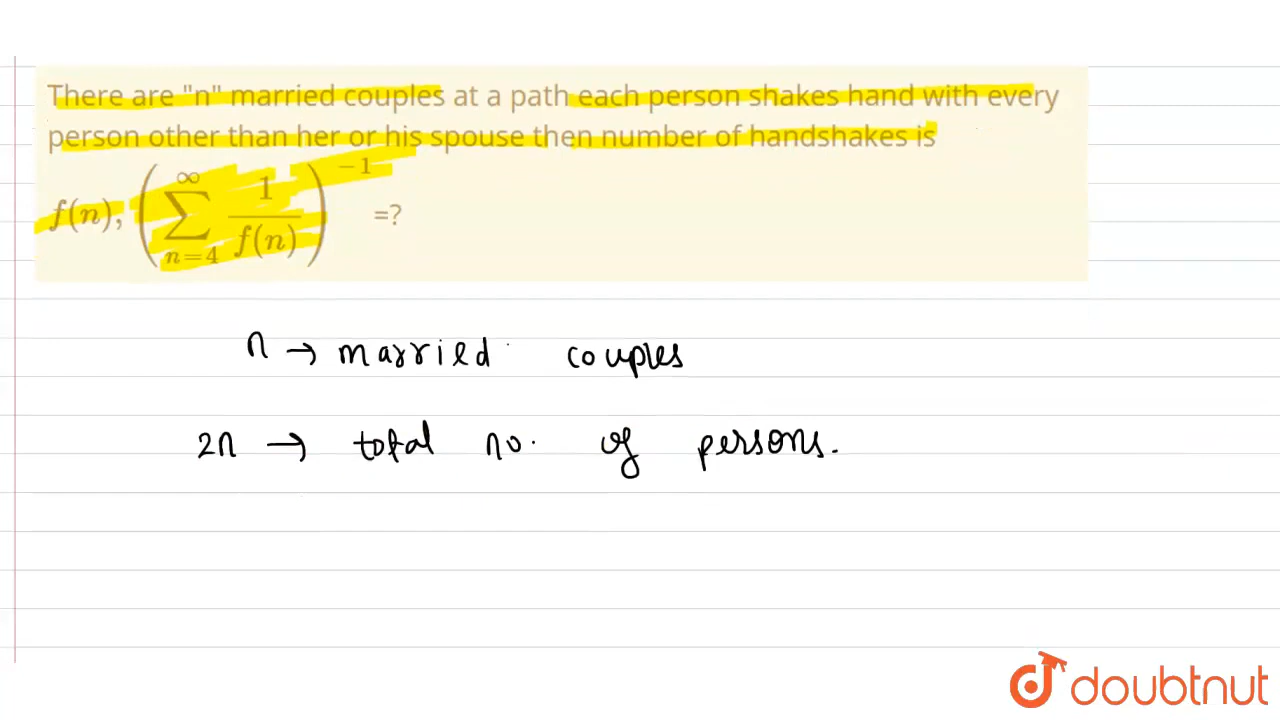 There are "n" married couples at a path each person shakes hand with every
person other than her or his spouse then number of handshakes is
f(n), (∑_{n=4}^{∞} 1/f(n))^{-1} =?
n → married couples
2n → total no. of persons.
doubtnut